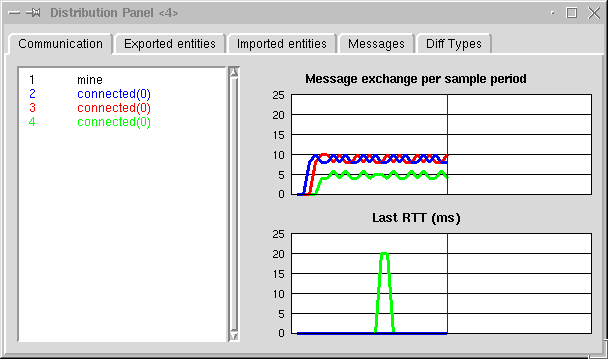 Distribution Panel <4>
Communication Exported entities Imported entities Messages Diff Types
1 mine
2 connected(0)
3 connected(0)
4 connected(0)
Message exchange per sample period
25
20
15
10
5
0
Last RTT (ms)
25
20
15
10
5
0